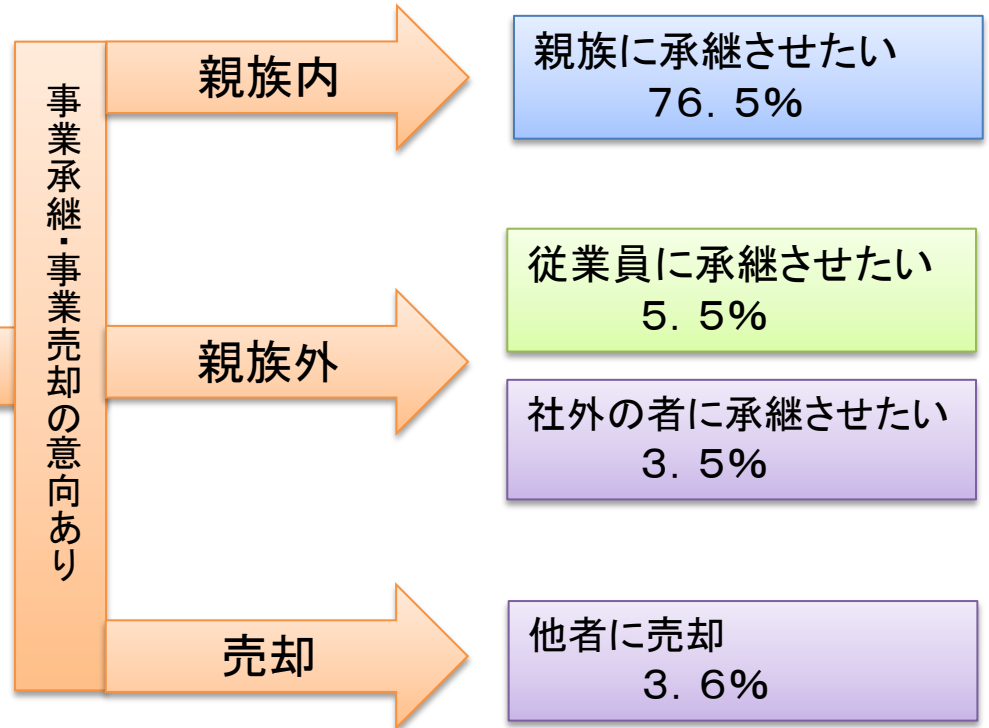 事業承継・事業売却の意向あり
親族内
親族に承継させたい
76.5%
親族外
従業員に承継させたい
5.5%
社外の者に承継させたい
3.5%
売却
他者に売却
3.6%